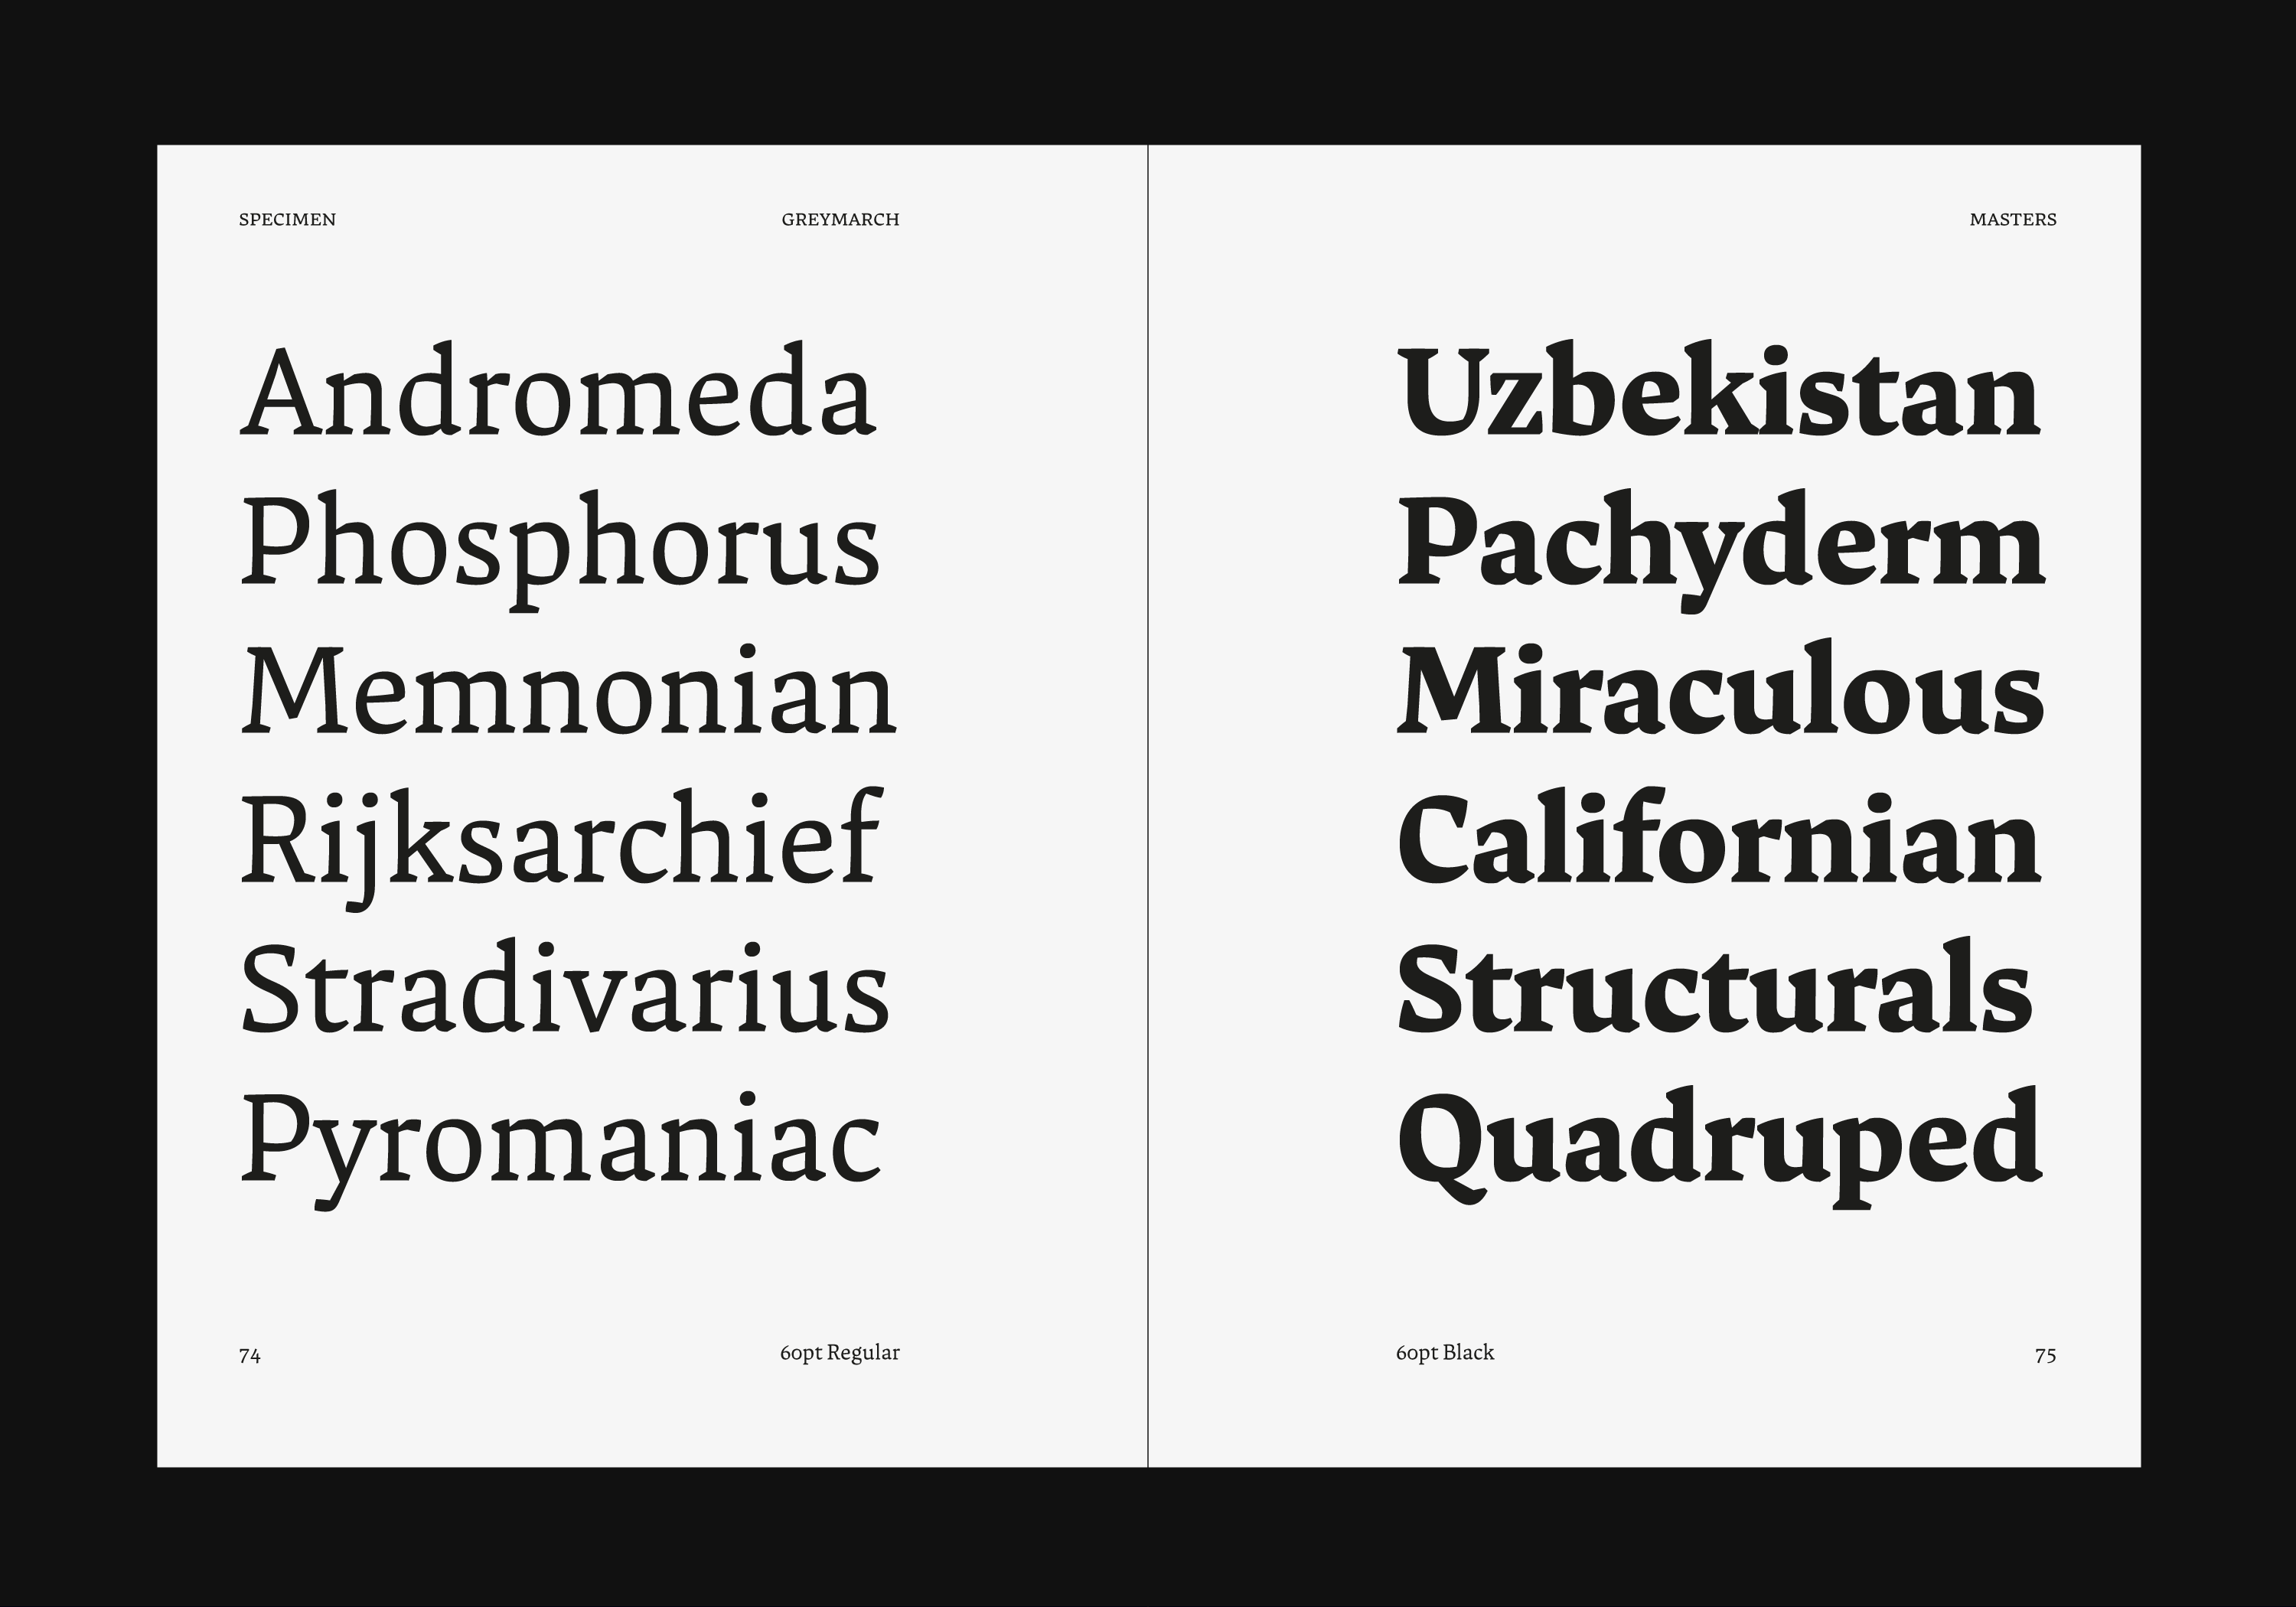 SPECIMEN
GREYMARCH
Andromeda
Phosphorus
Memnonian
Rijksarchief
Stradivarius
Pyromaniac
74
60pt Regular
MASTERS
Uzbekistan
Pachyderm
Miraculous
Californian
Structurals
Quadruped
60pt Black
75